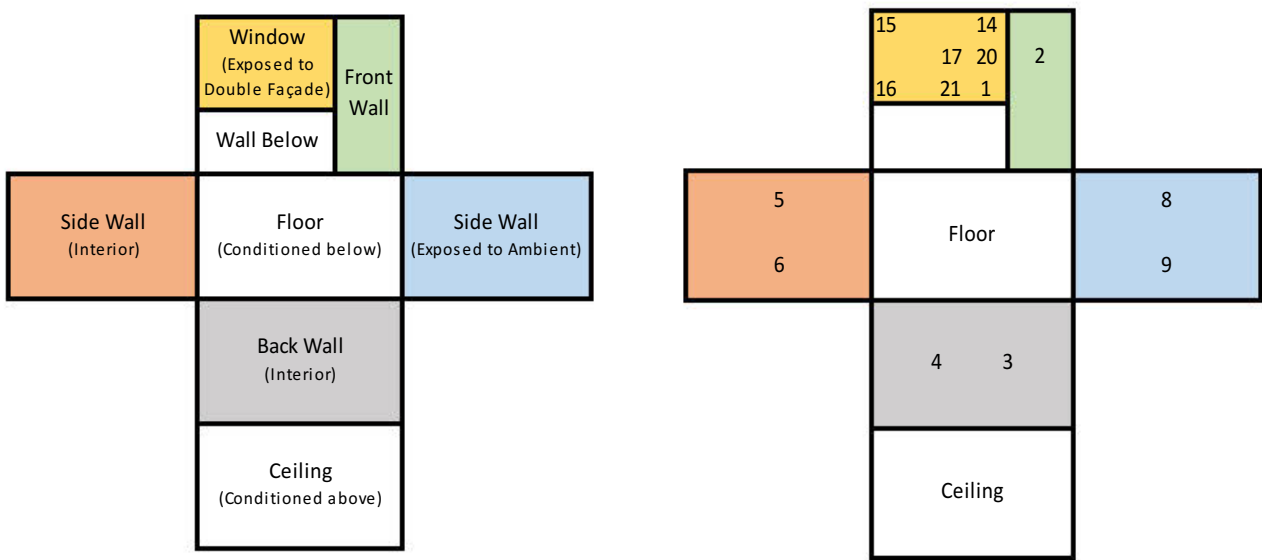 Window
(Exposed to
Double Façade)
Front
Wall
Wall Below
Side Wall
(Interior)
Floor
(Conditioned below)
Side Wall
(Exposed to Ambient)
Back Wall
(Interior)
Ceiling
(Conditioned above)
15 14
17 20
16 21 1
2
5
6
Floor
8
9
4 3
Ceiling